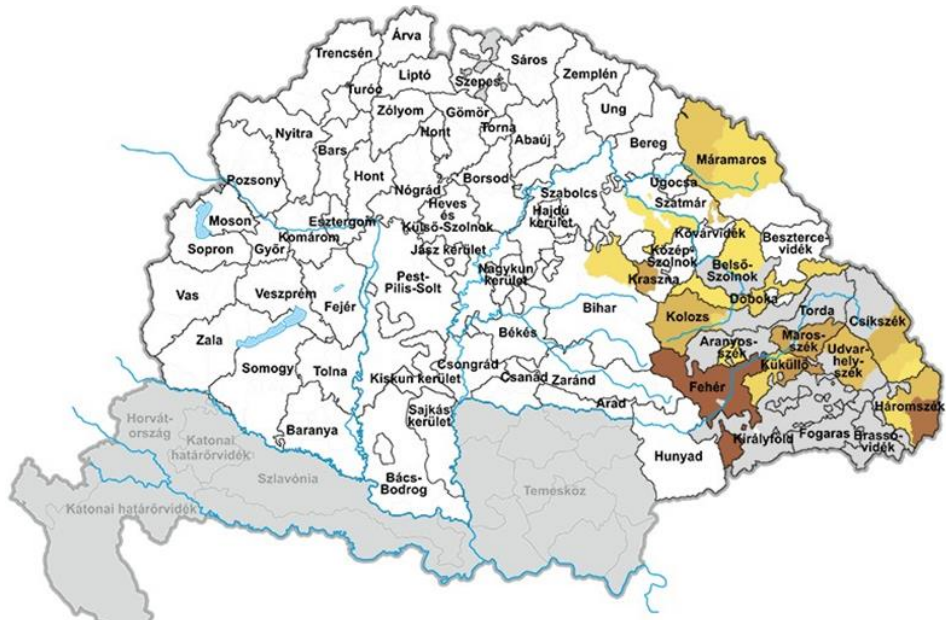 Árva
Trencsén
Sáros
Liptó
Zemplén
Szepes
Turóc
Zólyom
Gömör
Ung
Torna
Nyitra
Hont
Abaúj
Bereg
Bars
Máramaros
Hont
Borsod
Pozsony
Ugocsa
Nógrád
Szabolcs
Szatmár
Heves
és
Külső-Szolnok
Moson
Esztergom
Hajdú
kerület
Komárom
Kővárvidék
Beszterce-
vidék
Sopron
Győr
Jász kerület
Közép-
Szolnok
Belső-
Szolnok
Nagykun
kerület
Pest-
Pilis-Solt
Kraszna
Vas
Veszprém
Doboka
Fejér
Bihar
Torda
Kolozs
Csíkszék
Békés
Zala
Aranyos-
szék
Maros-
szék
Udvar-
hely-
szék
Csongrád
Somogy
Tolna
Küküllő
Kiskun kerület
Csanád
Zaránd
Fehér
Arad
Háromszék
Sajkás
kerület
Horvát-
ország
Baranya
Királyföld
Fogaras
Brassó-
vidék
Katonai
határőrvidék
Hunyad
Szlavónia
Bács-
Bodrog
Temesköz
Katonai határőrvidék